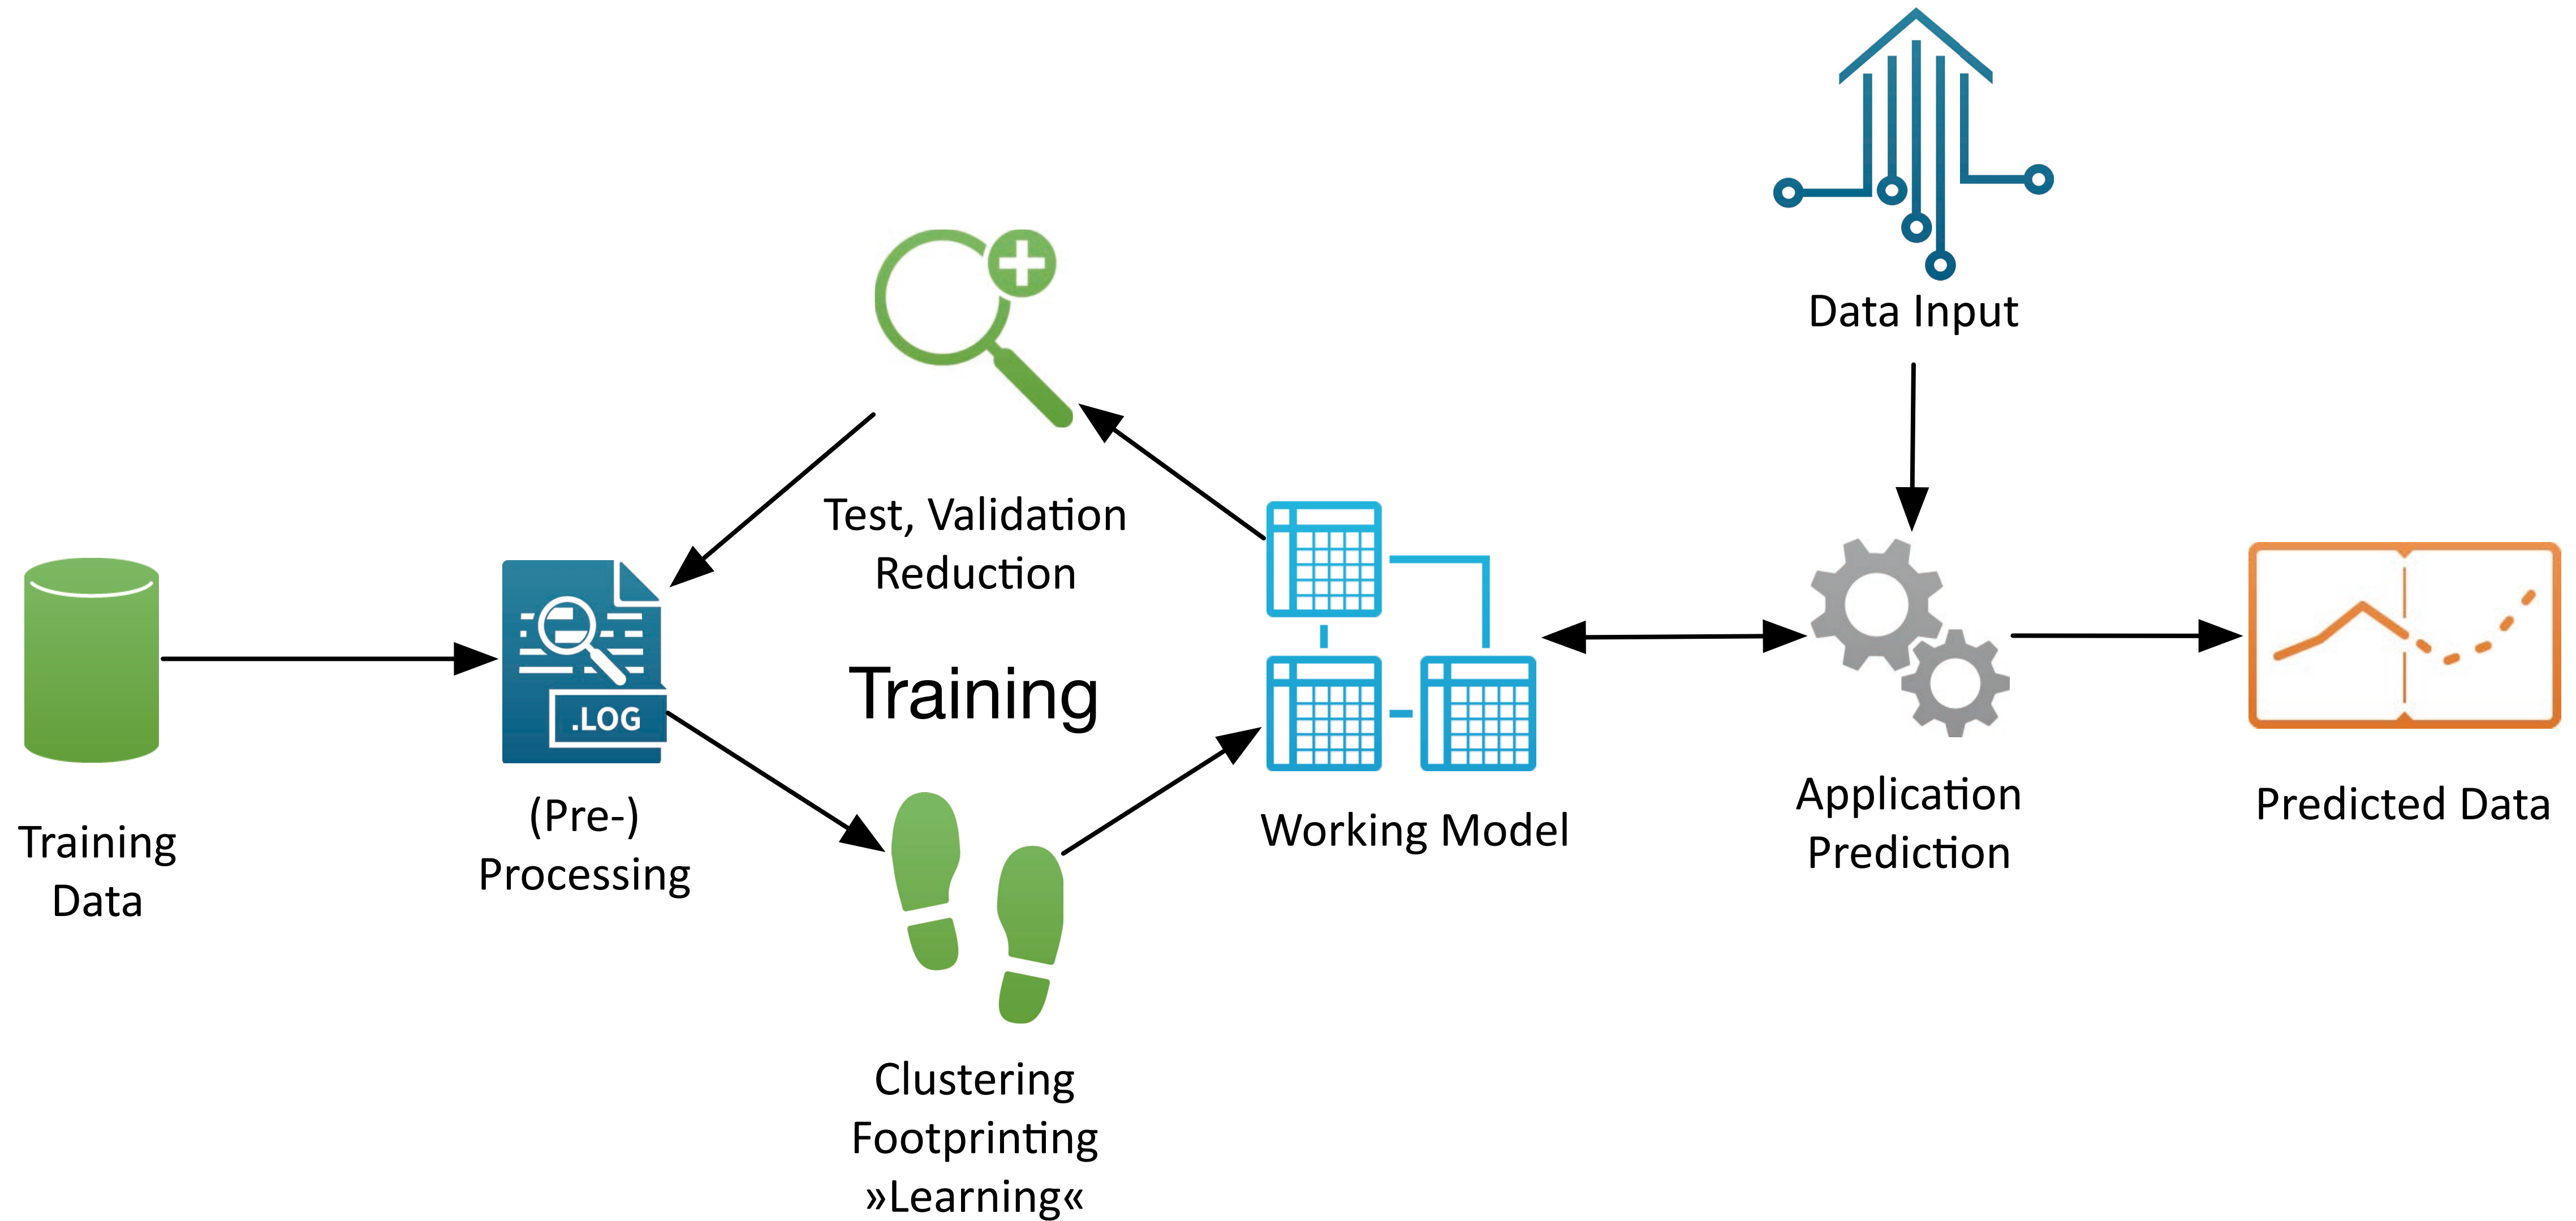 Data Input
Test, Validation
Reduction
Training
.LOG
Training
Data
(Pre-)
Processing
Clustering
Footprinting
»Learning«
Working Model
Application
Prediction
Predicted Data